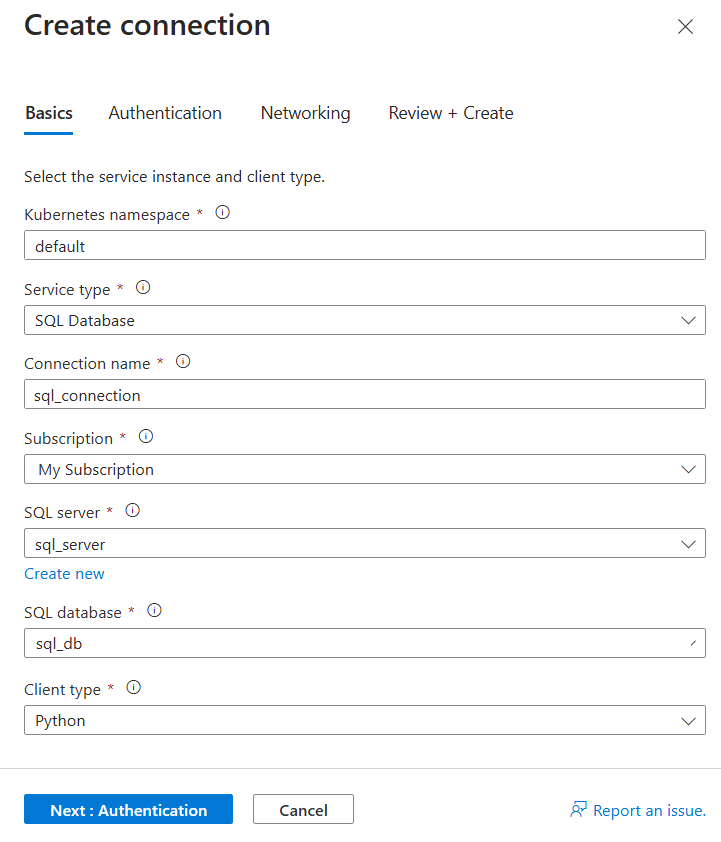 Create connection
Basics Authentication Networking Review + Create
Select the service instance and client type.
Kubernetes namespace *
default
Service type *
SQL Database
Connection name *
sql_connection
Subscription *
My Subscription
SQL server *
sql_server
Create new
SQL database *
sql_db
Client type *
Python
Next : Authentication Cancel Report an issue.